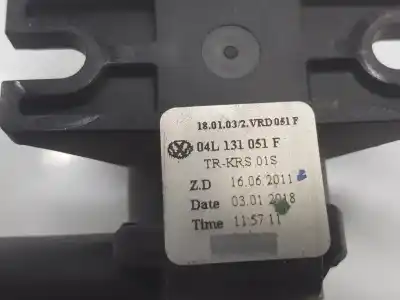 18.01.03/2.VRD051 F
04L 131 051 F
TR-KRS 01S
Z.D 16.06.2011
Date 03.01.2018
Time 11:57:11